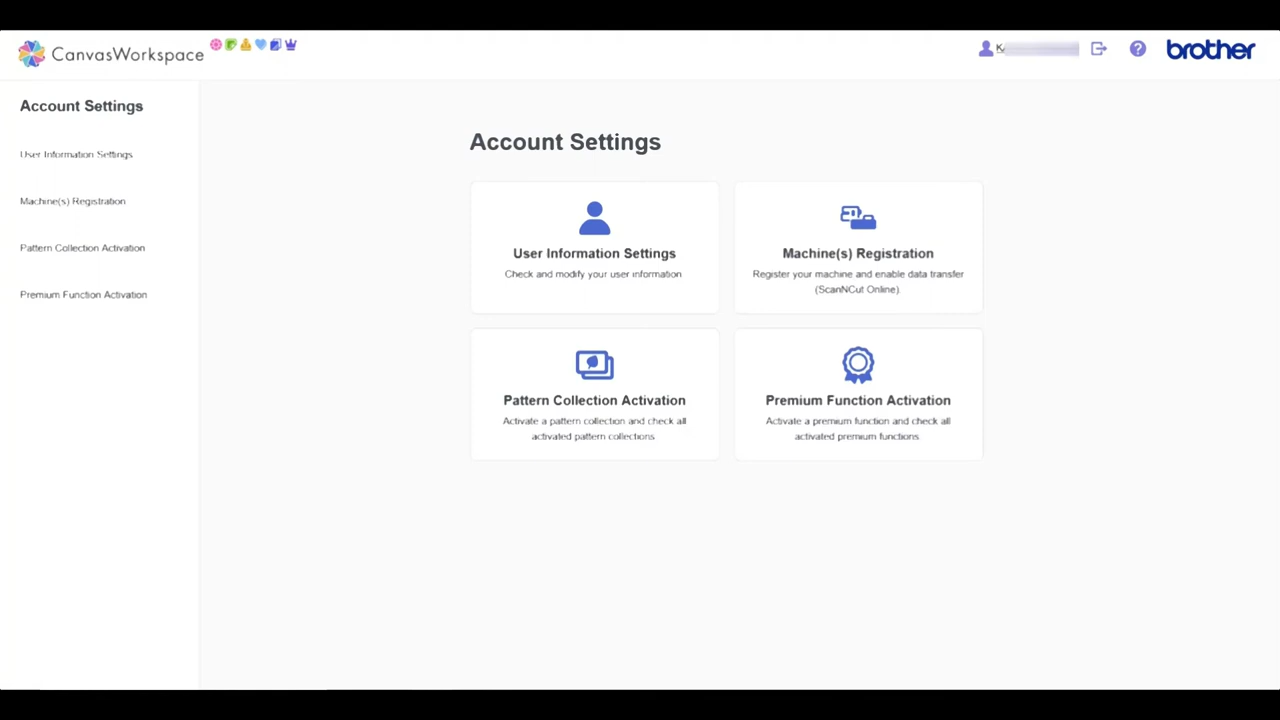 CanvasWorkspace
brother
Account Settings
User Information Settings
Machine(s) Registration
Pattern Collection Activation
Premium Function Activation
Account Settings
User Information Settings
Check and modify your user information
Machine(s) Registration
Register your machine and enable data transfer
(ScanNCut Online)
Pattern Collection Activation
Activate a pattern collection and check all
activated pattern collections
Premium Function Activation
Activate a premium function and check all
activated premium functions